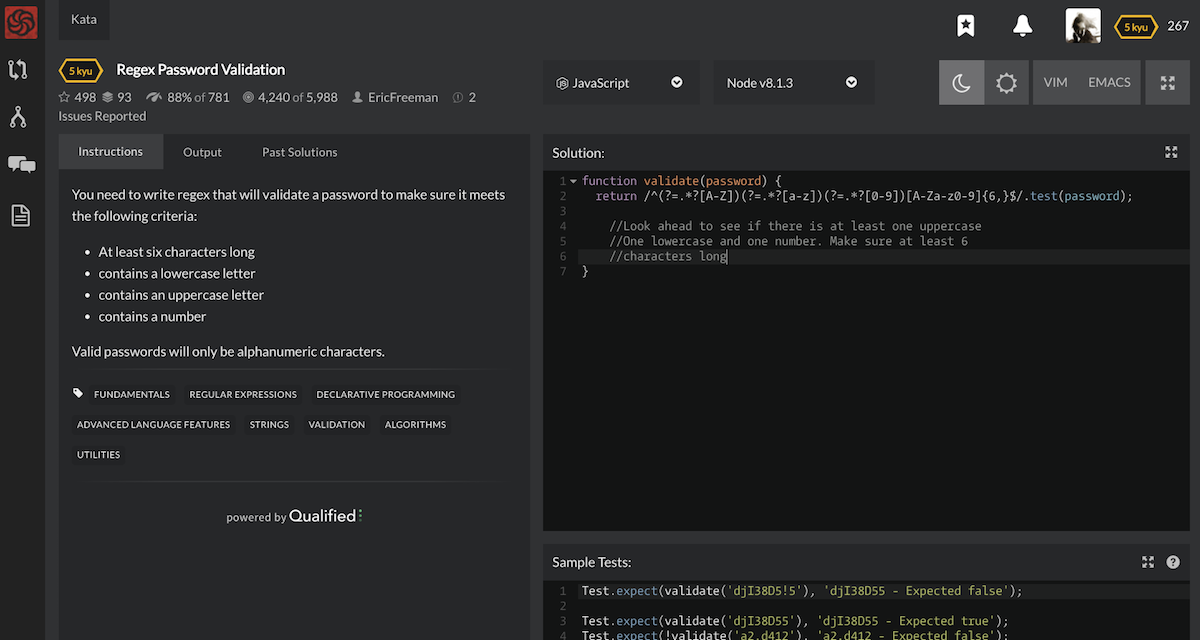 Kata
5 kyu
267
5 kyu Regex Password Validation
498 93 88% of 781 4,240 of 5,988 EricFreeman 2
Issues Reported
JavaScript
Node v8.1.3
VIM EMACS
Instructions Output Past Solutions
You need to write regex that will validate a password to make sure it meets
the following criteria:
• At least six characters long
• contains a lowercase letter
• contains an uppercase letter
• contains a number
Valid passwords will only be alphanumeric characters.
FUNDAMENTALS REGULAR EXPRESSIONS DECLARATIVE PROGRAMMING
ADVANCED LANGUAGE FEATURES STRINGS VALIDATION ALGORITHMS
UTILITIES
powered by Qualified
Solution:
1 function validate(password) {
2 return /^(?=.*?[A-Z])(?=.*?[a-z])(?=.*?[0-9])[A-Za-z0-9]{6,}$/.test(password);
3
4 //Look ahead to see if there is at least one uppercase
5 //One lowercase and one number. Make sure at least 6
6 //characters long
7 }
Sample Tests:
1 Test.expect(validate('djI38D5!5'), 'djI38D55 - Expected false');
2
3 Test.expect(validate('djI38D55'), 'djI38D55 - Expected true');
4 Test.expect(!validate('a2.d412'), 'a2.d412 - Expected false');